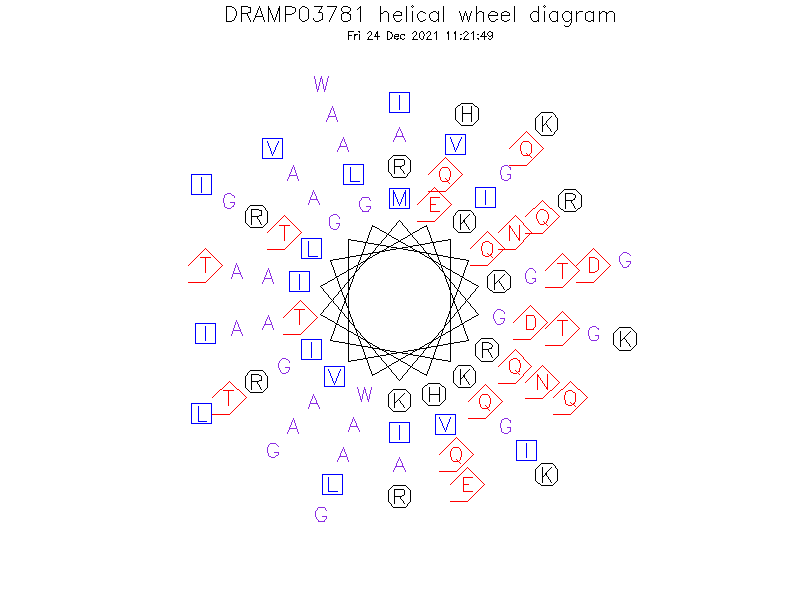 DRAMP03781 helical wheel diagram
Fri 24 Dec 2021 11:21:49
W
I
A H
K
A
V A V Q
R
A L Q G
I
G A M I R
G E
R Q
G K
T N
L Q
T D G
A T
A G
I K
T G
A D
A T
I G K
I R
G Q
V K
R N
W H
T K Q
A Q
L
A A V G
I
G I
A Q
A
K
L E
R
G